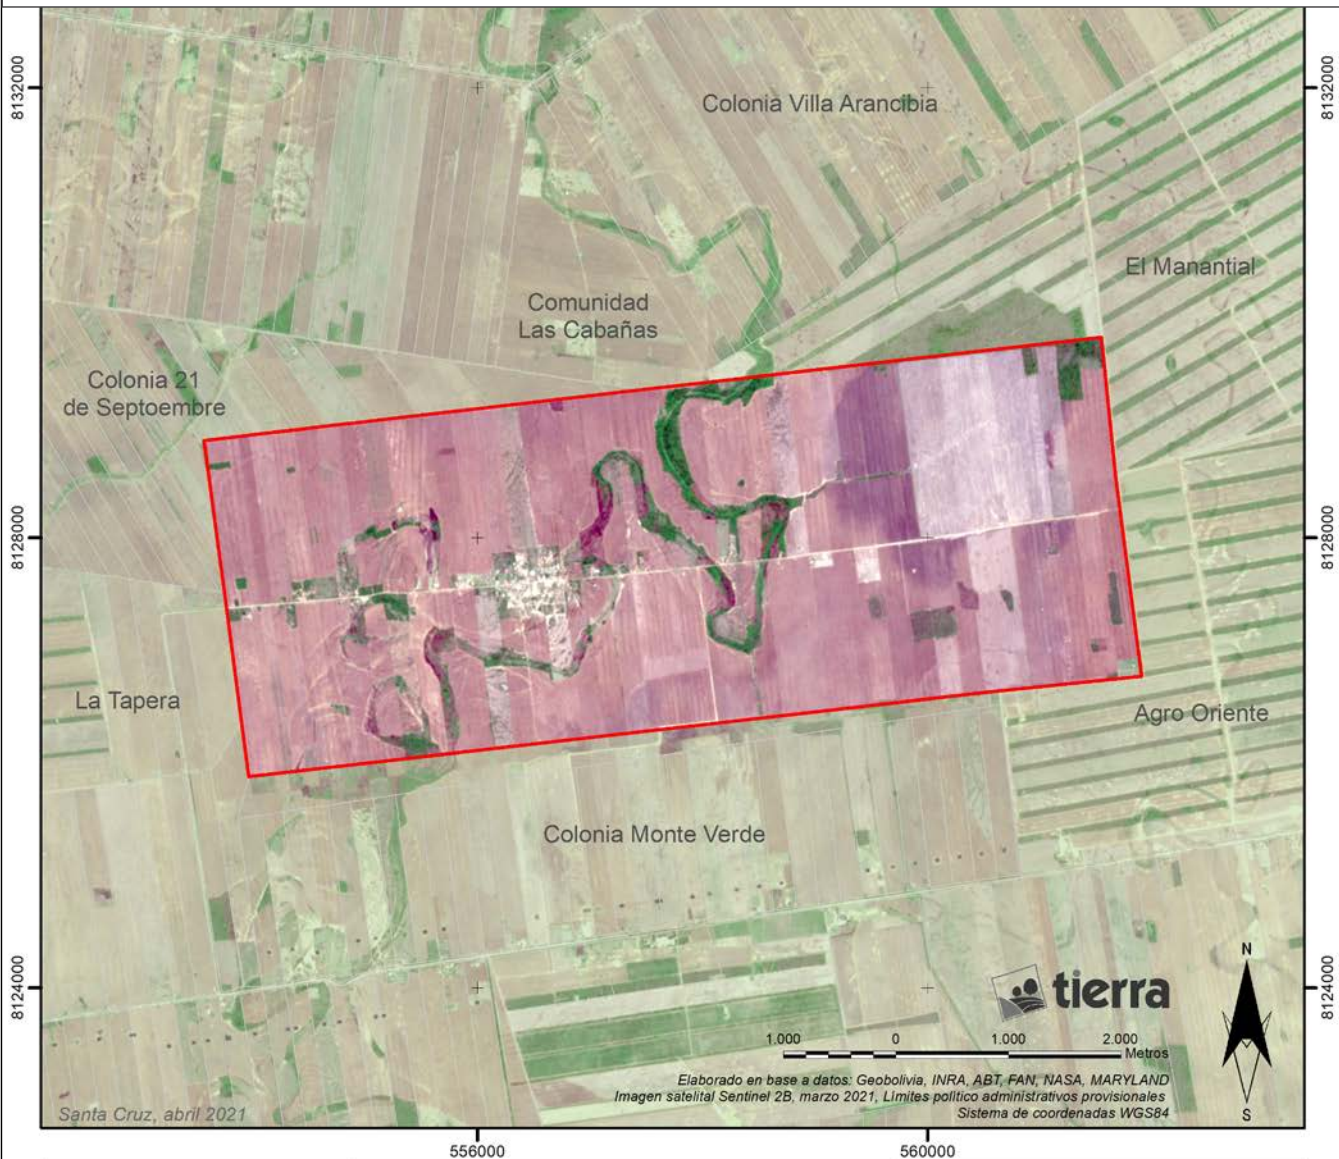 8132000
8132000
Colonia Villa Arancibia
El Manantial
Comunidad
Las Cabañas
Colonia 21
de Septoembre
8128000
8128000
La Tapera
Agro Oriente
Colonia Monte Verde
N
8124000
8124000
tierra
1.000 0 1.000 2.000
Metros
Elaborado en base a datos: Geobolivia, INRA, ABT, FAN, NASA, MARYLAND
Imagen satelital Sentinel 2B, marzo 2021, Límites político administrativos provisionales
Sistema de coordenadas WGS84
S
Santa Cruz, abril 2021
556000 560000